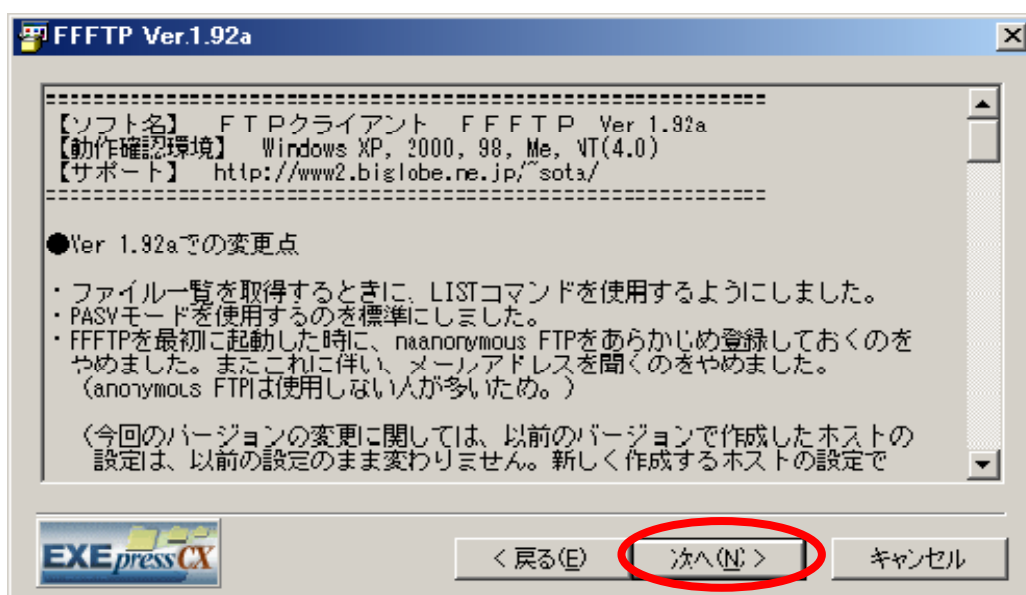 FFFTP Ver.1.92a
==============================================================
【ソフト名】　ＦＴＰクライアント　ＦＦＦＴＰ　Ver 1.92a
【動作確認環境】　Windows XP, 2000, 98, Me, NT(4.0)
【サポート】　http://www2.biglobe.ne.jp/~sota/
==============================================================
●Ver 1.92aでの変更点
・ファイル一覧を取得するときに、LISTコマンドを使用するようにしました。
・PASVモードを使用するのを標準にしました。
・FFFTPを最初に起動した時に、naanonymous FTPをあらかじめ登録しておくのを
やめました。またこれに伴い、メールアドレスを聞くのをやめました。
（anonymous FTPは使用しない人が多いため。）
（今回のバージョンの変更に関しては、以前のバージョンで作成したホストの
設定は、以前の設定のまま変わりません。新しく作成するホストの設定で
EXEpressCX
< 戻る(E)
次へ(N) >
キャンセル